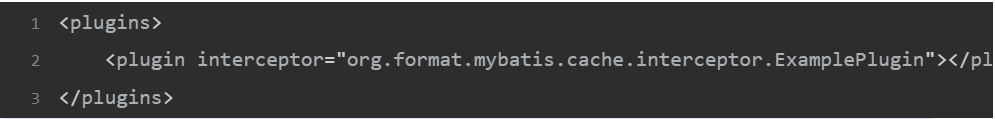 1 <plugins>
2 <plugin interceptor="org.format.mybatis.cache.interceptor.ExamplePlugin"></pl
3 </plugins>